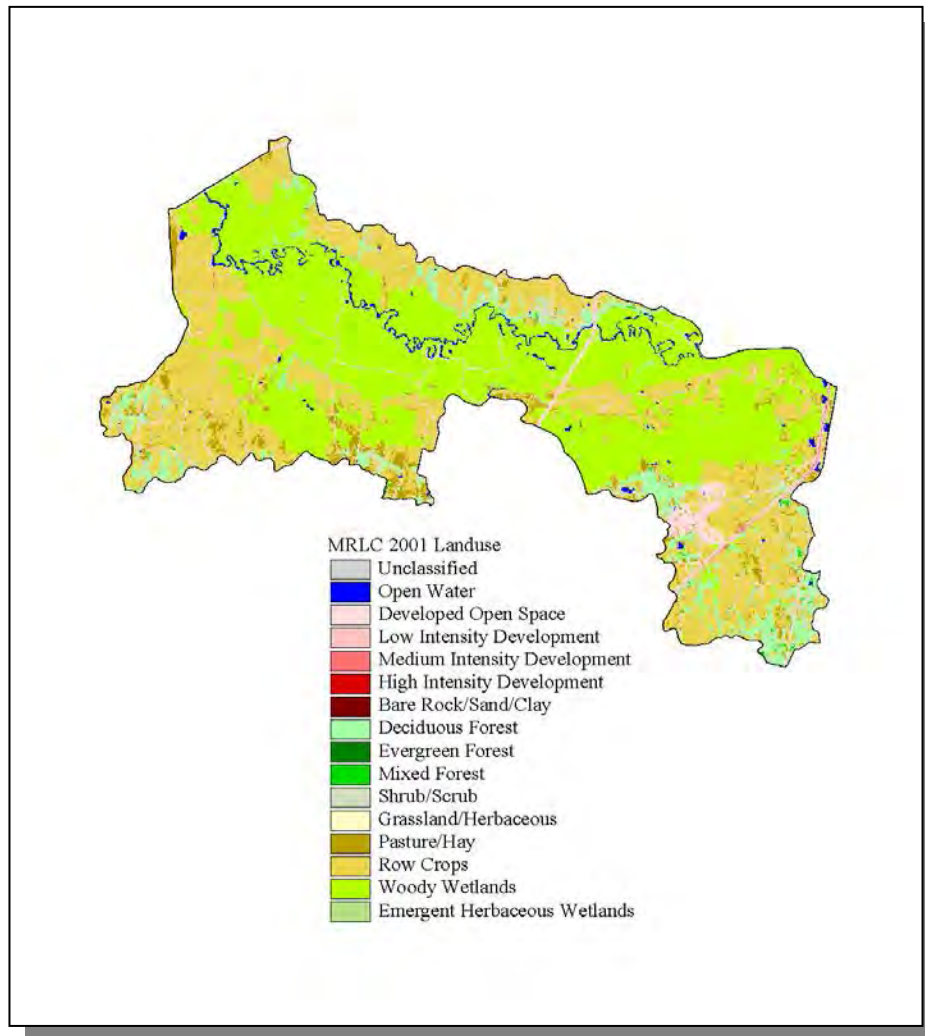 MRLC 2001 Landuse
Unclassified
Open Water
Developed Open Space
Low Intensity Development
Medium Intensity Development
High Intensity Development
Bare Rock/Sand/Clay
Deciduous Forest
Evergreen Forest
Mixed Forest
Shrub/Scrub
Grassland/Herbaceous
Pasture/Hay
Row Crops
Woody Wetlands
Emergent Herbaceous Wetlands